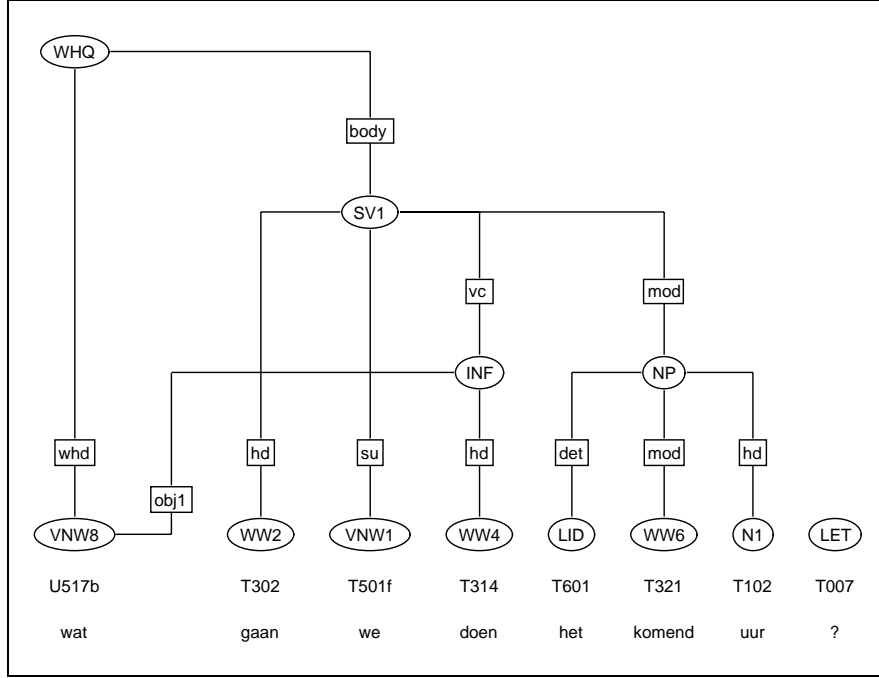 WHQ
body
SV1
vc mod
INF NP
whd hd su hd det mod hd
obj1
VNW8 WW2 VNW1 WW4 LID WW6 N1 LET
U517b T302 T501f T314 T601 T321 T102 T007
wat gaan we doen het komend uur ?